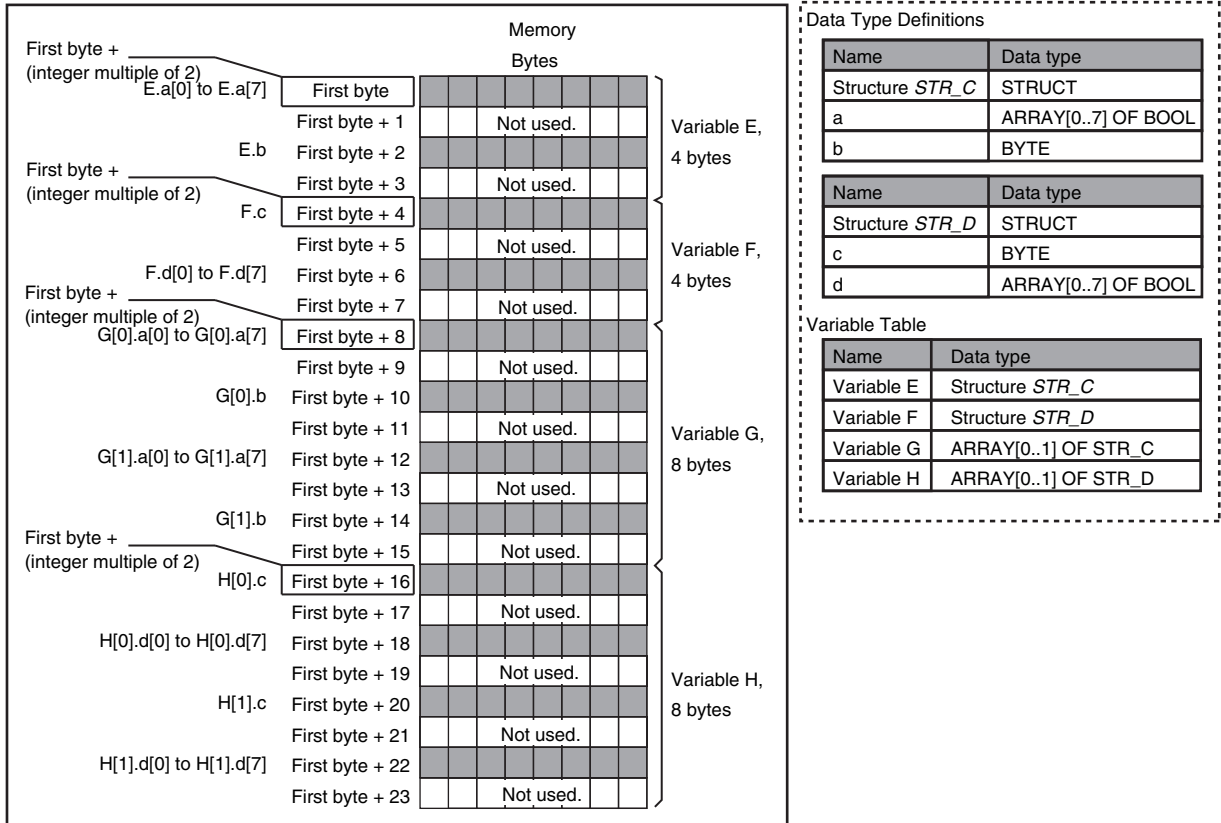 Memory
Bytes
First byte +
(integer multiple of 2)
E.a[0] to E.a[7] First byte
First byte + 1 Not used.
E.b First byte + 2
First byte + 3 Not used.
Variable E,
4 bytes
First byte +
(integer multiple of 2)
F.c First byte + 4
First byte + 5 Not used.
F.d[0] to F.d[7] First byte + 6
First byte + 7 Not used.
Variable F,
4 bytes
First byte +
(integer multiple of 2)
G[0].a[0] to G[0].a[7] First byte + 8
First byte + 9 Not used.
G[0].b First byte + 10
First byte + 11 Not used.
G[1].a[0] to G[1].a[7] First byte + 12
First byte + 13 Not used.
G[1].b First byte + 14
First byte + 15 Not used.
Variable G,
8 bytes
First byte +
(integer multiple of 2)
H[0].c First byte + 16
First byte + 17 Not used.
H[0].d[0] to H[0].d[7] First byte + 18
First byte + 19 Not used.
H[1].c First byte + 20
First byte + 21 Not used.
H[1].d[0] to H[1].d[7] First byte + 22
First byte + 23 Not used.
Variable H,
8 bytes
Data Type Definitions
Name Data type
Structure STR_C STRUCT
a ARRAY[0..7] OF BOOL
b BYTE
Name Data type
Structure STR_D STRUCT
c BYTE
d ARRAY[0..7] OF BOOL
Variable Table
Name Data type
Variable E Structure STR_C
Variable F Structure STR_D
Variable G ARRAY[0..1] OF STR_C
Variable H ARRAY[0..1] OF STR_D